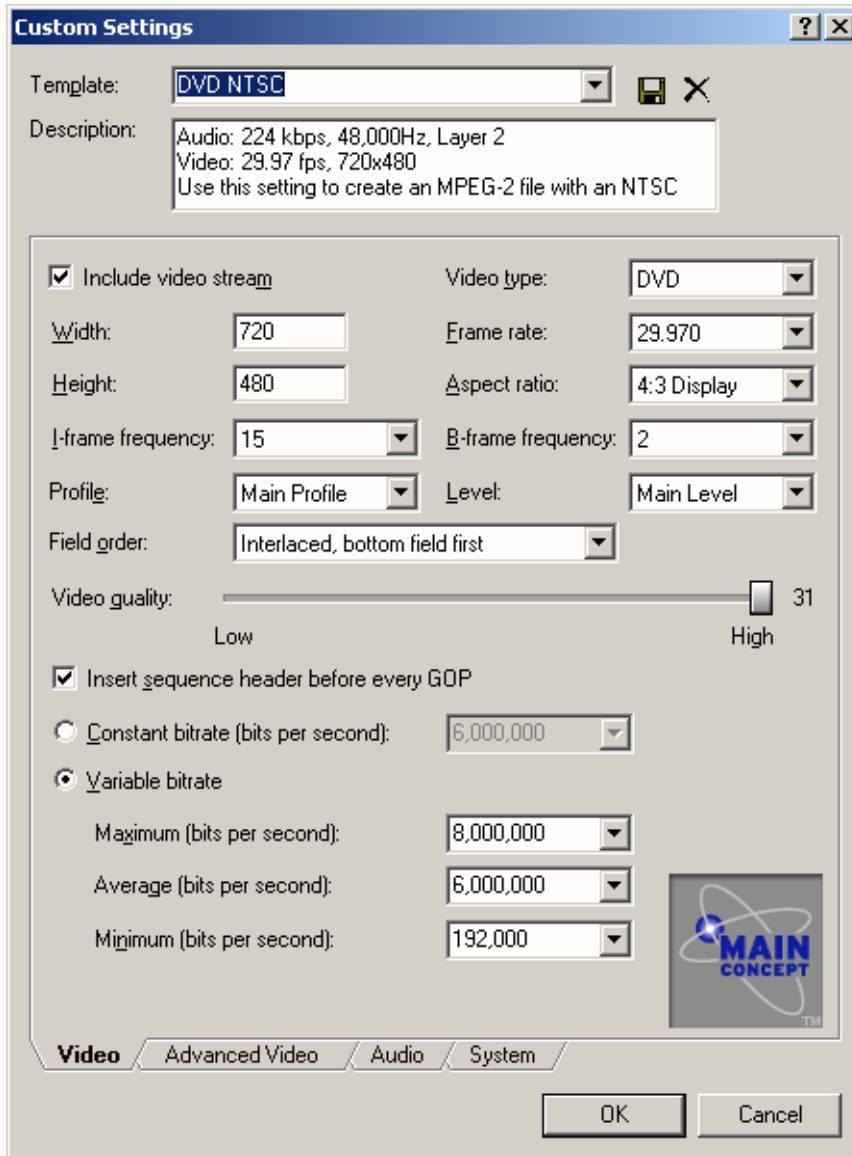 Custom Settings
Template: DVD NTSC
Description: Audio: 224 kbps, 48,000Hz, Layer 2
Video: 29.97 fps, 720x480
Use this setting to create an MPEG-2 file with an NTSC
Include video stream Video type: DVD
Width: 720 Frame rate: 29.970
Height: 480 Aspect ratio: 4:3 Display
I-frame frequency: 15 B-frame frequency: 2
Profile: Main Profile Level: Main Level
Field order: Interlaced, bottom field first
Video quality: 31
Low High
Insert sequence header before every GOP
Constant bitrate (bits per second): 6,000,000
Variable bitrate
Maximum (bits per second): 8,000,000
Average (bits per second): 6,000,000
Minimum (bits per second): 192,000
MAIN
CONCEPT
TM
Video Advanced Video Audio System
OK Cancel